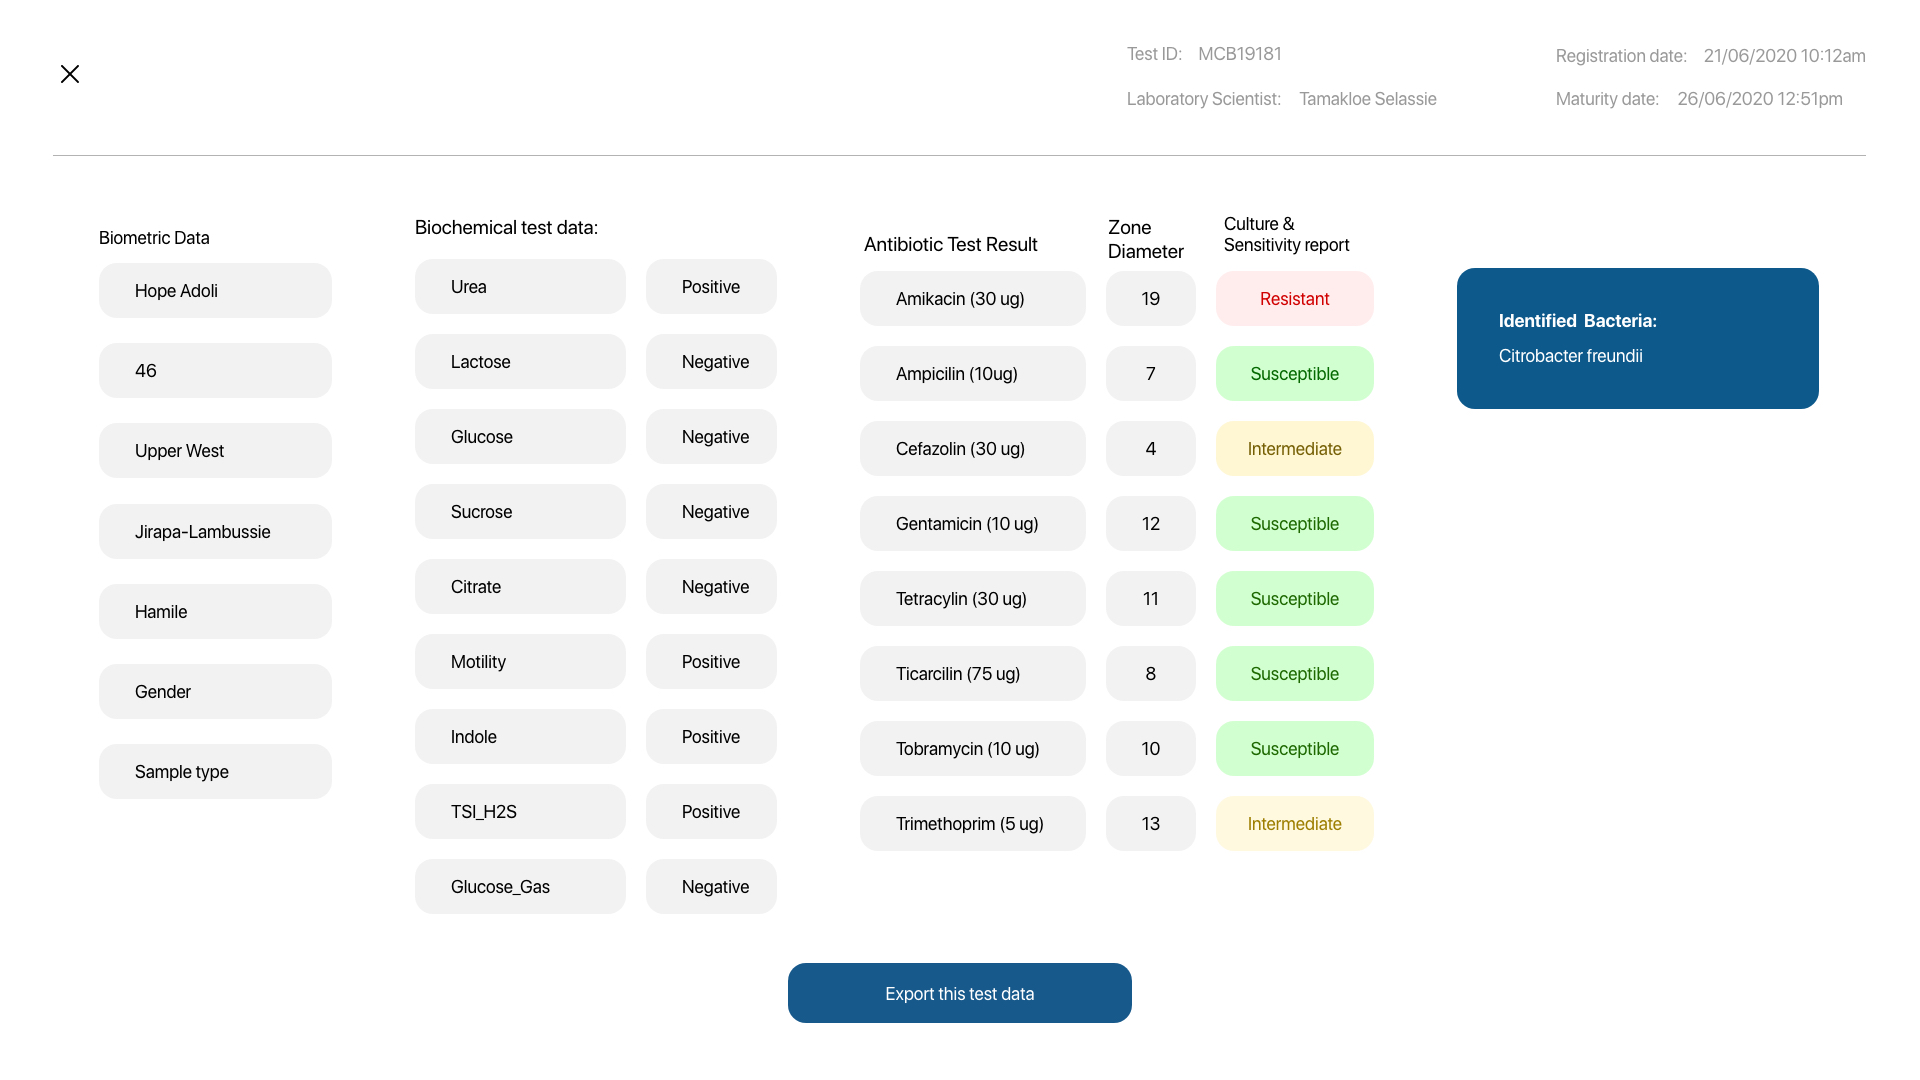 Test ID: MCB19181
Registration date: 21/06/2020 10:12am
Laboratory Scientist: Tamakloe Selassie
Maturity date: 26/06/2020 12:51pm
Biometric Data
Hope Adoli
46
Upper West
Jirapa-Lambussie
Hamile
Gender
Sample type
Biochemical test data:
Urea Positive
Lactose Negative
Glucose Negative
Sucrose Negative
Citrate Negative
Motility Positive
Indole Positive
TSI_H2S Positive
Glucose_Gas Negative
Antibiotic Test Result
Zone
Diameter
Culture &
Sensitivity report
Amikacin (30 ug) 19 Resistant
Ampicilin (10ug) 7 Susceptible
Cefazolin (30 ug) 4 Intermediate
Gentamicin (10 ug) 12 Susceptible
Tetracylin (30 ug) 11 Susceptible
Ticarcilin (75 ug) 8 Susceptible
Tobramycin (10 ug) 10 Susceptible
Trimethoprim (5 ug) 13 Intermediate
Identified Bacteria:
Citrobacter freundii
Export this test data